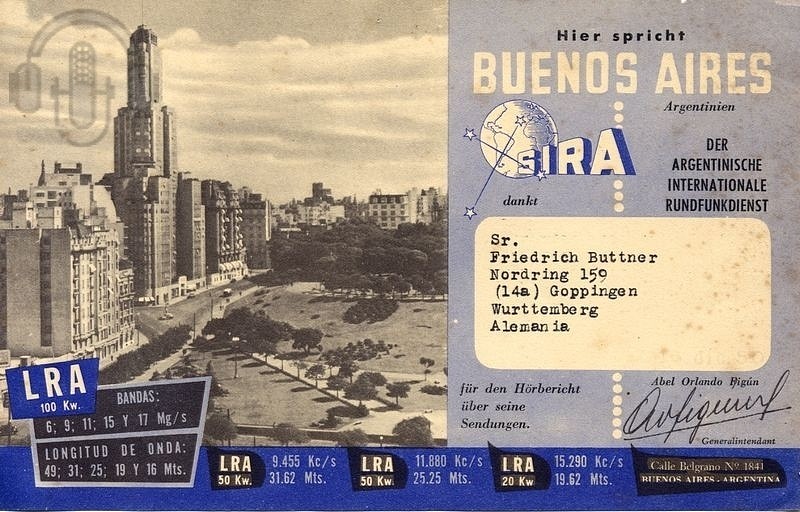 Hier spricht
BUENOS AIRES
Argentinien
SIRA
DER
ARGENTINISCHE
INTERNATIONALE
RUNDFUNKDIENST
dankt
Sr.
Friedrich Buttner
Nordring 159
(14a) Goppingen
Wurttemberg
Alemania
für den Hörbericht
über seine
Sendungen.
Abel Orlando Pigún
Generalintendant
LRA
100 Kw.
BANDAS:
6; 9; 11; 15 Y 17 Mg/s
LONGITUD DE ONDA:
49; 31; 25; 19 Y 16 Mts.
LRA
50 Kw.
9.455 Kc/s
31.62 Mts.
LRA
50 Kw.
11.880 Kc/s
25.25 Mts.
LRA
20 Kw.
15.290 Kc/s
19.62 Mts.
Calle Belgrano Nº 1841
BUENOS AIRES - ARGENTINA